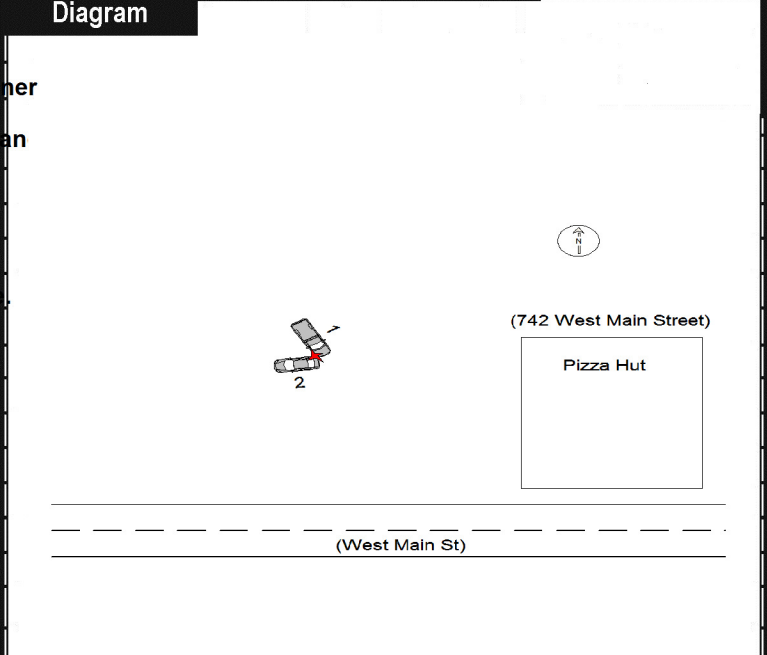 Diagram
ner
an
N
(742 West Main Street)
1
Pizza Hut
2
(West Main St)